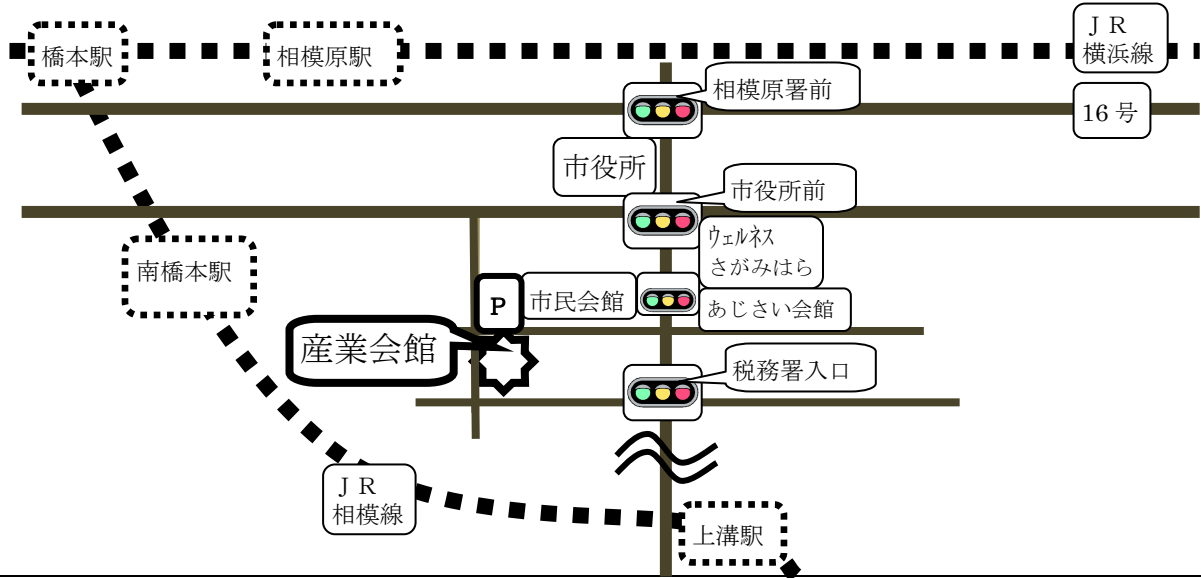 橋本駅
相模原駅
ＪＲ
横浜線
相模原署前
16 号
市役所
市役所前
ｳｪﾙﾈｽ
さがみはら
南橋本駅
P
市民会館
あじさい会館
産業会館
税務署入口
ＪＲ
相模線
上溝駅